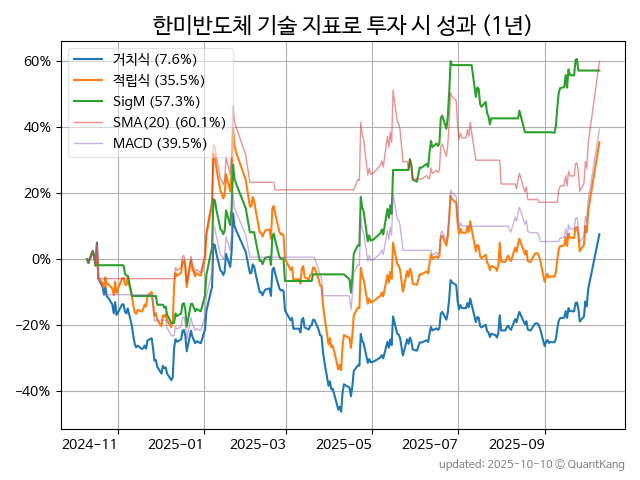 한미반도체 기술 지표로 투자 시 성과 (1년)
거치식 (7.6%)
적립식 (35.5%)
SigM (57.3%)
SMA(20) (60.1%)
MACD (39.5%)
60%
40%
20%
0%
−20%
−40%
2024-11 2025-01 2025-03 2025-05 2025-07 2025-09
updated: 2025-10-10 © QuantKang